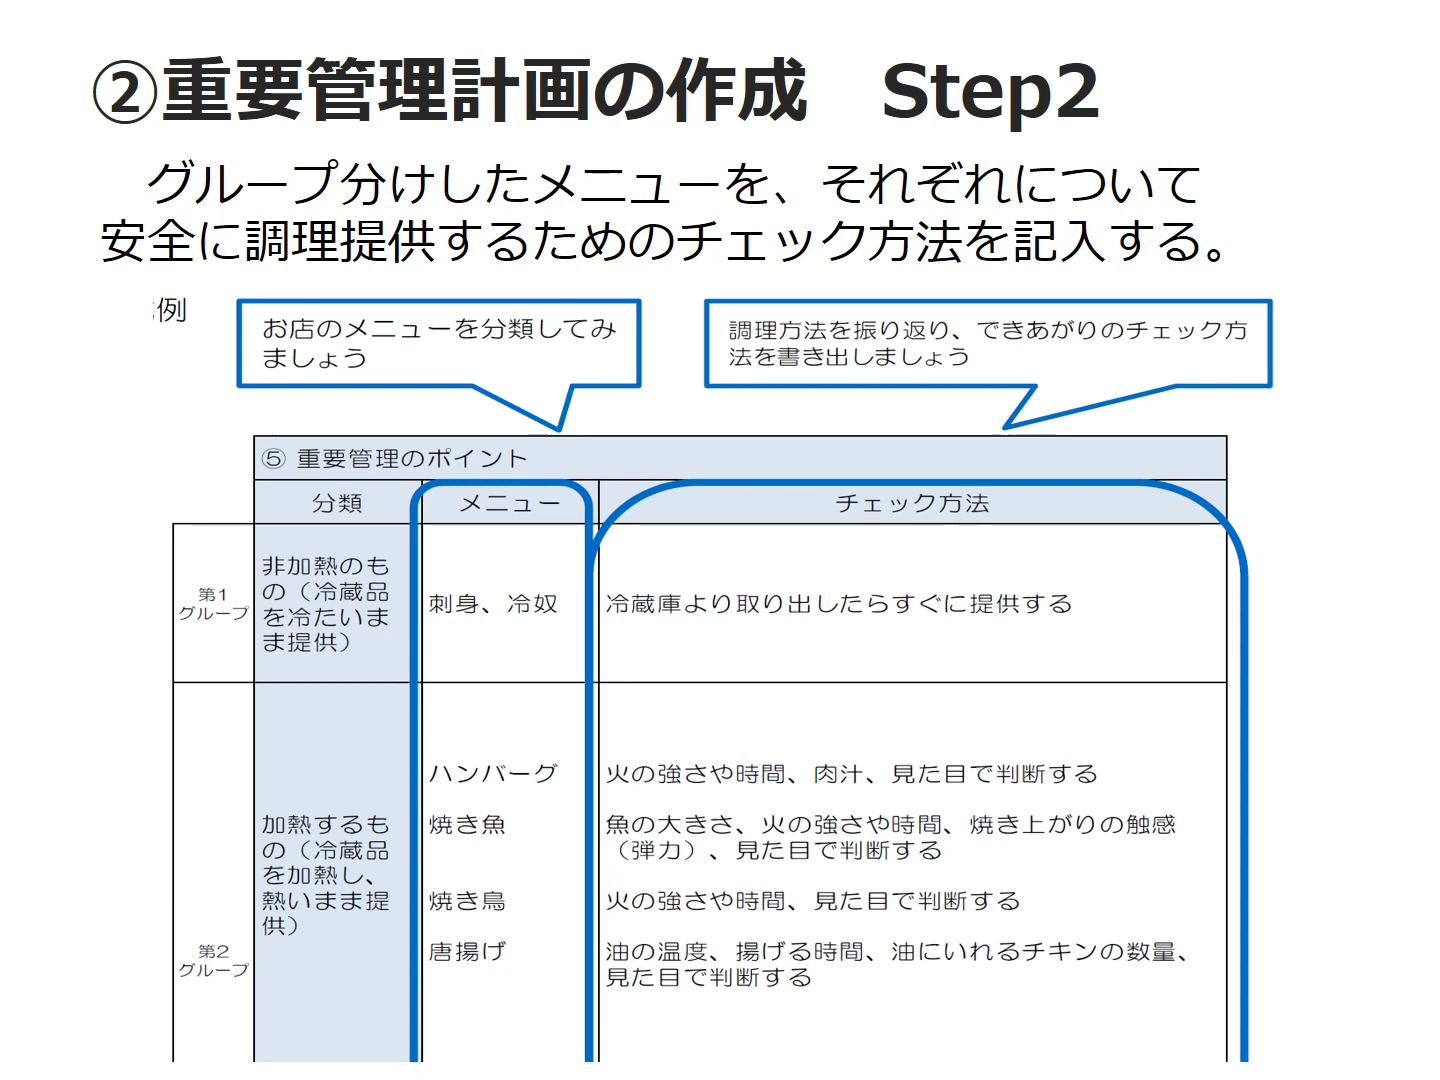 ②重要管理計画の作成　Step2
グループ分けしたメニューを、それぞれについて
安全に調理提供するためのチェック方法を記入する。
例
お店のメニューを分類してみ
ましょう
調理方法を振り返り、できあがりのチェック方
法を書き出しましょう
⑤ 重要管理のポイント
分類
メニュー
チェック方法
第1
グループ
非加熱のも
の（冷蔵品
を冷たいま
ま提供）
刺身、冷奴
冷蔵庫より取り出したらすぐに提供する
第2
グループ
加熱するも
の（冷蔵品
を加熱し、
熱いまま提
供）
ハンバーグ
火の強さや時間、肉汁、見た目で判断する
焼き魚
魚の大きさ、火の強さや時間、焼き上がりの触感
（弾力）、見た目で判断する
焼き鳥
火の強さや時間、見た目で判断する
唐揚げ
油の温度、揚げる時間、油にいれるチキンの数量、
見た目で判断する